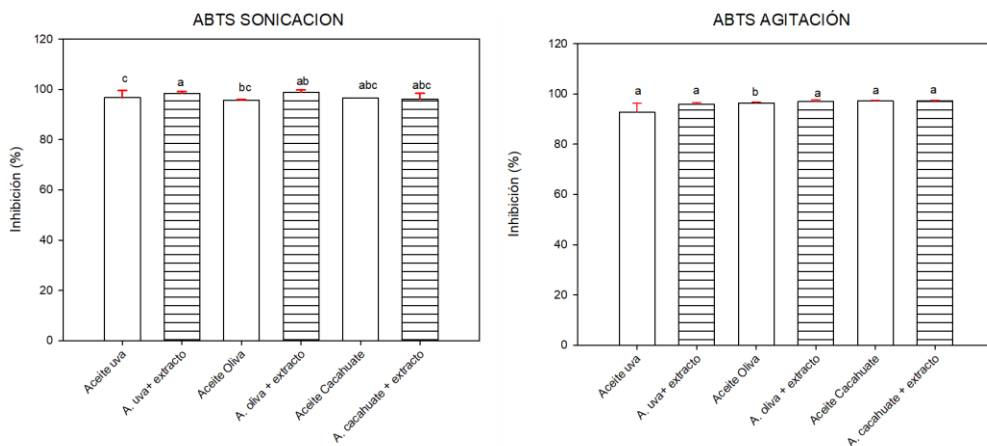 ABTS SONICACION
120
100
80
60
40
20
0
Inhibición (%)
c
a
bc
ab
abc
abc
Aceite uva
A. uva+ extracto
Aceite Oliva
A. oliva + extracto
Aceite Cacahuate
A. cacahuate + extracto
ABTS AGITACIÓN
120
100
80
60
40
20
0
Inhibición (%)
a
a
b
a
a
a
Aceite uva
A. uva+ extracto
Aceite Oliva
A. oliva + extracto
Aceite Cacahuate
A. cacahuate + extracto